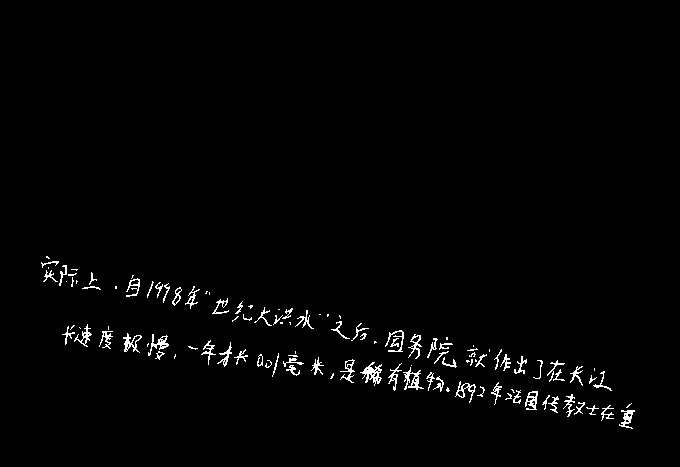 实际上，自1998年“世纪大洪水”之后，国务院就作出了在长江
长速度极慢，一年才长0.01毫米，是稀有植物。1892年法国传教士在重